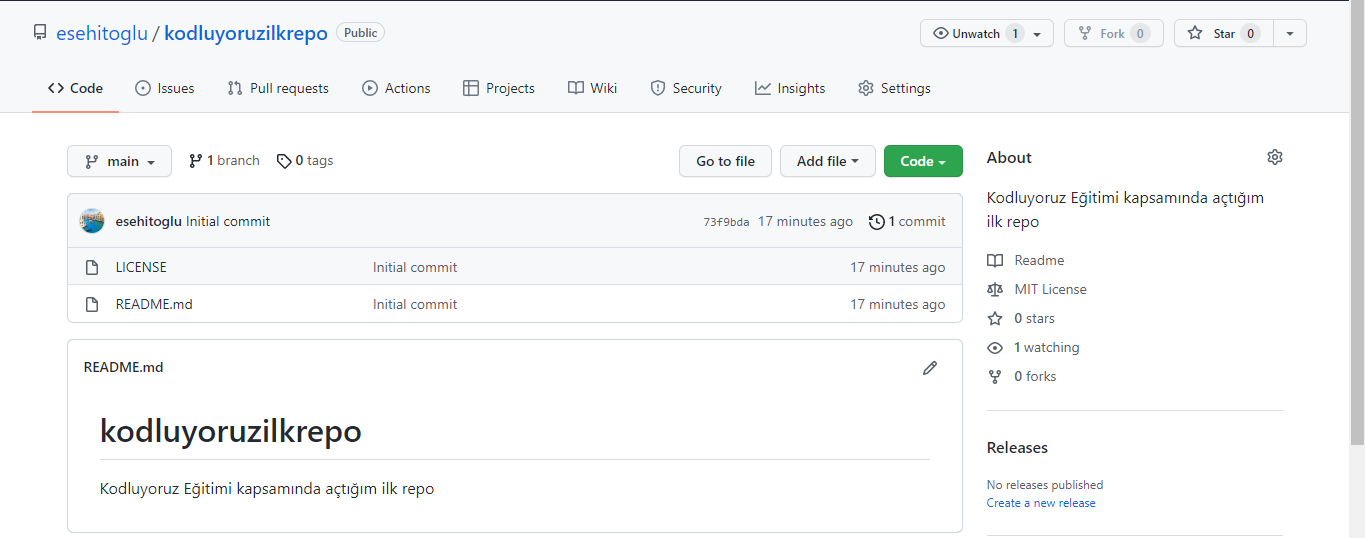 esehitoglu / kodluyoruzilkrepo Public Unwatch 1 Fork 0 Star 0
Code Issues Pull requests Actions Projects Wiki Security Insights Settings
main 1 branch 0 tags Go to file Add file Code
esehitoglu Initial commit 73f9bda 17 minutes ago 1 commit
LICENSE Initial commit 17 minutes ago
README.md Initial commit 17 minutes ago
README.md
kodluyoruzilkrepo
Kodluyoruz Eğitimi kapsamında açtığım ilk repo
About
Kodluyoruz Eğitimi kapsamında açtığım
ilk repo
Readme
MIT License
0 stars
1 watching
0 forks
Releases
No releases published
Create a new release